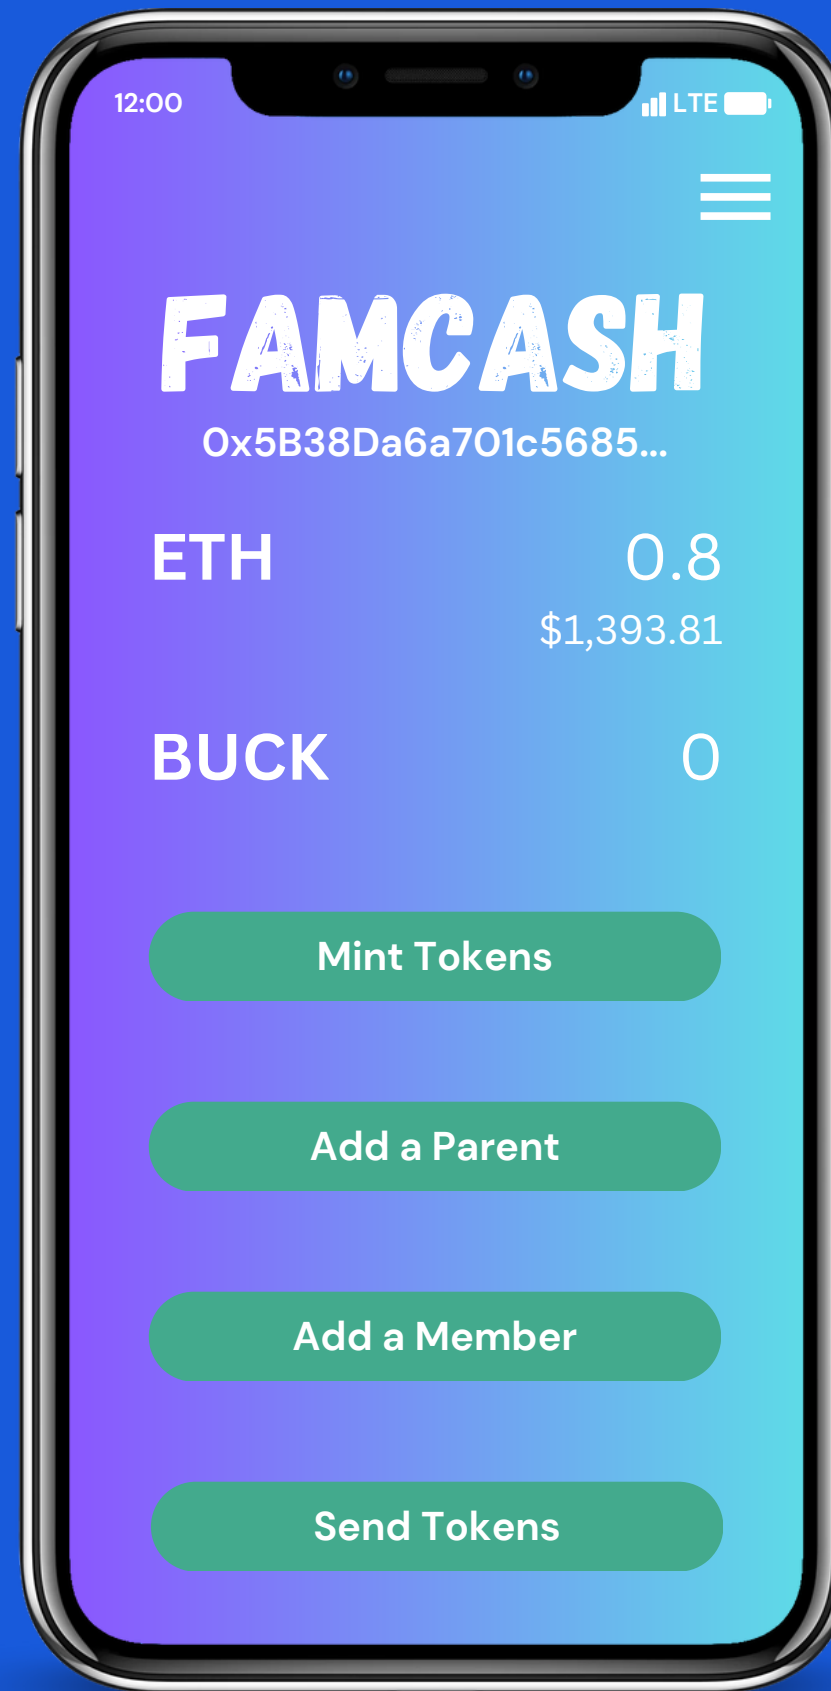 12:00 LTE
FAMCASH
0x5B38Da6a701c5685...
ETH 0.8
$1,393.81
BUCK 0
Mint Tokens
Add a Parent
Add a Member
Send Tokens